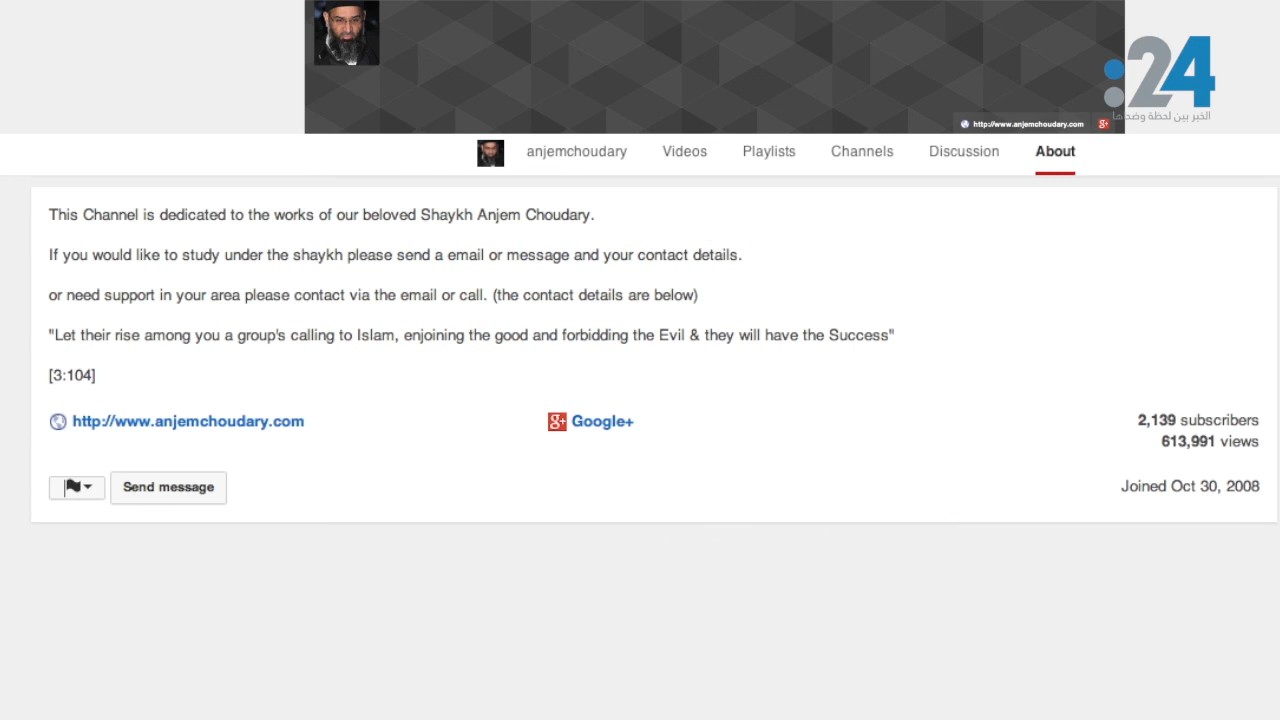 24
الخبر بين لحظة وضحاها
http://www.anjemchoudary.com
g+
anjemchoudary Videos Playlists Channels Discussion About
This Channel is dedicated to the works of our beloved Shaykh Anjem Choudary.
If you would like to study under the shaykh please send a email or message and your contact details.
or need support in your area please contact via the email or call. (the contact details are below)
"Let their rise among you a group's calling to Islam, enjoining the good and forbidding the Evil & they will have the Success"
[3:104]
http://www.anjemchoudary.com g+ Google+ 2,139 subscribers
613,991 views
Send message Joined Oct 30, 2008